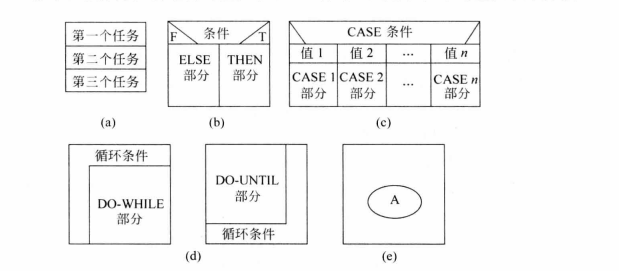 第一个任务
第二个任务
第三个任务
(a)
F 条件 T
ELSE 部分
THEN 部分
(b)
CASE 条件
值 1 值 2 … 值 n
CASE 1 部分
CASE 2 部分
…
CASE n 部分
(c)
循环条件
DO-WHILE
部分
DO-UNTIL
部分
循环条件
(d)
A
(e)